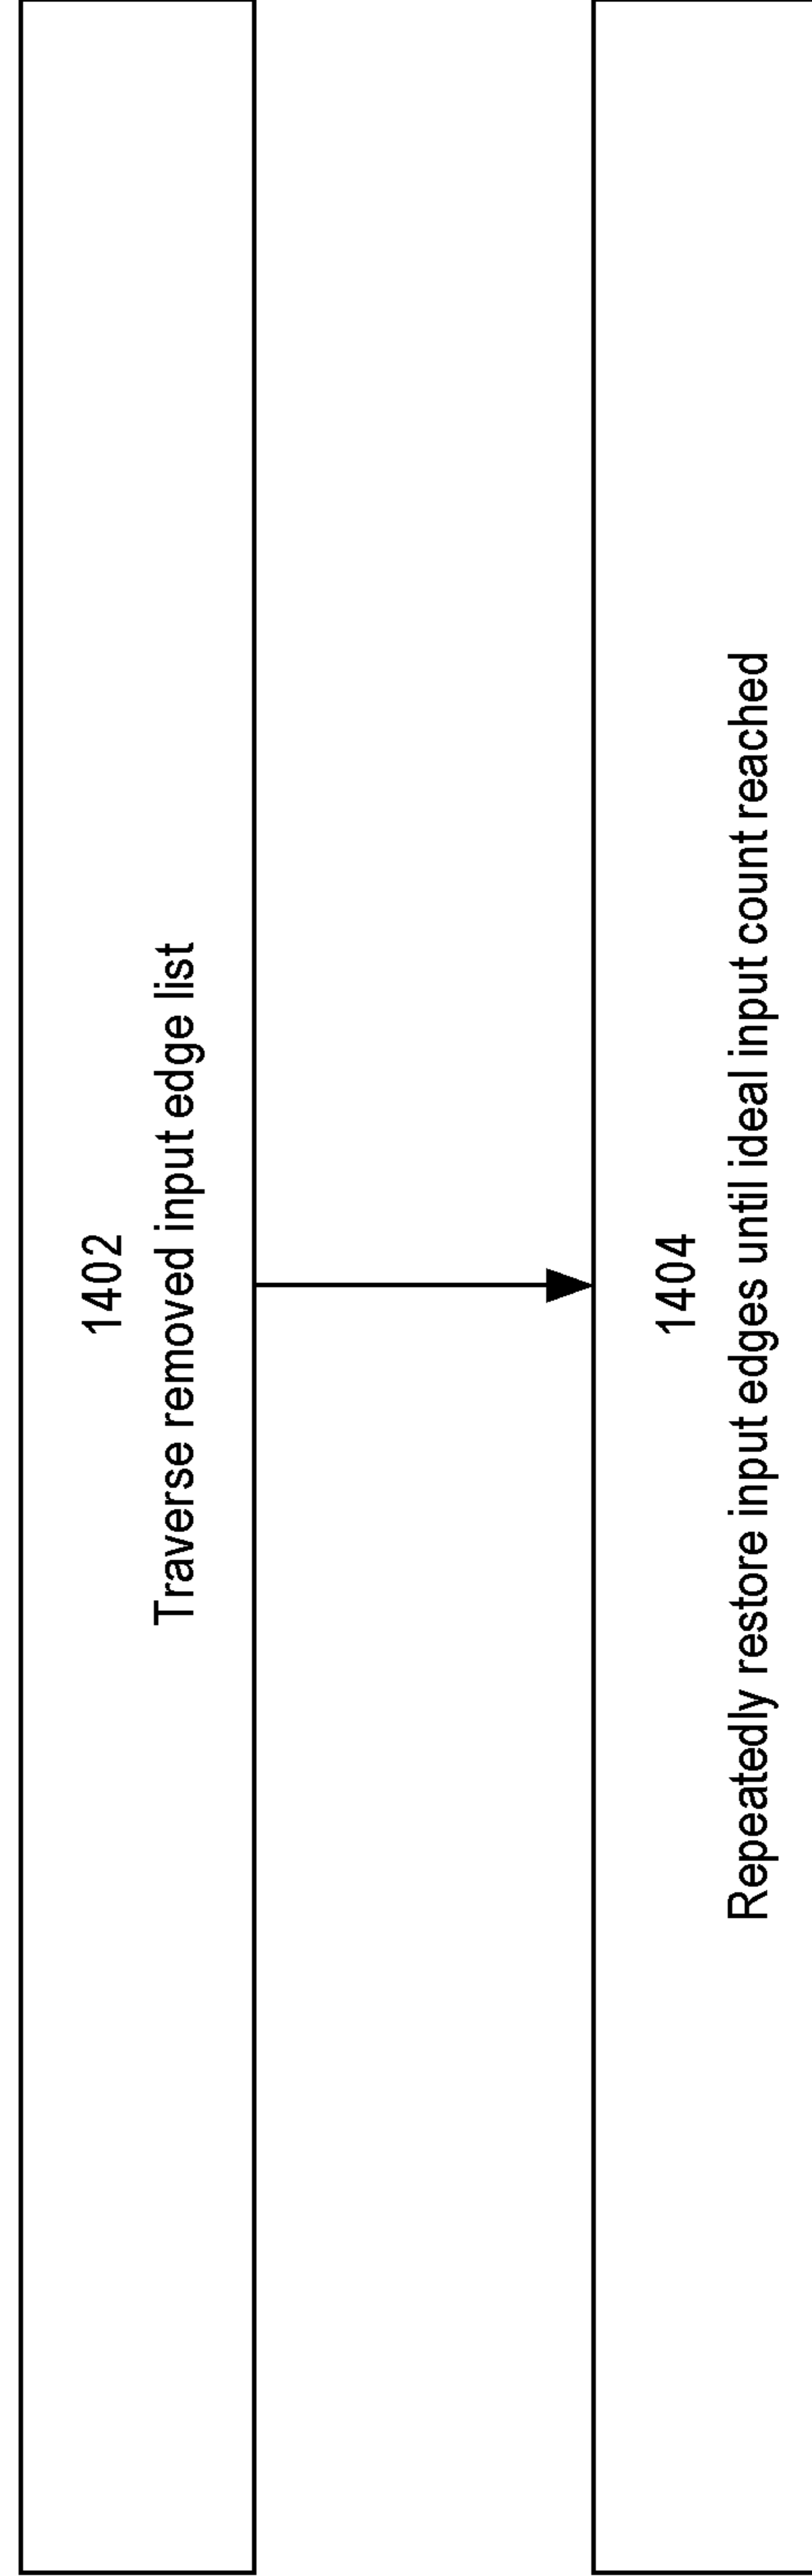 1402
Traverse removed input edge list
1404
Repeatedly restore input edges until ideal input count reached